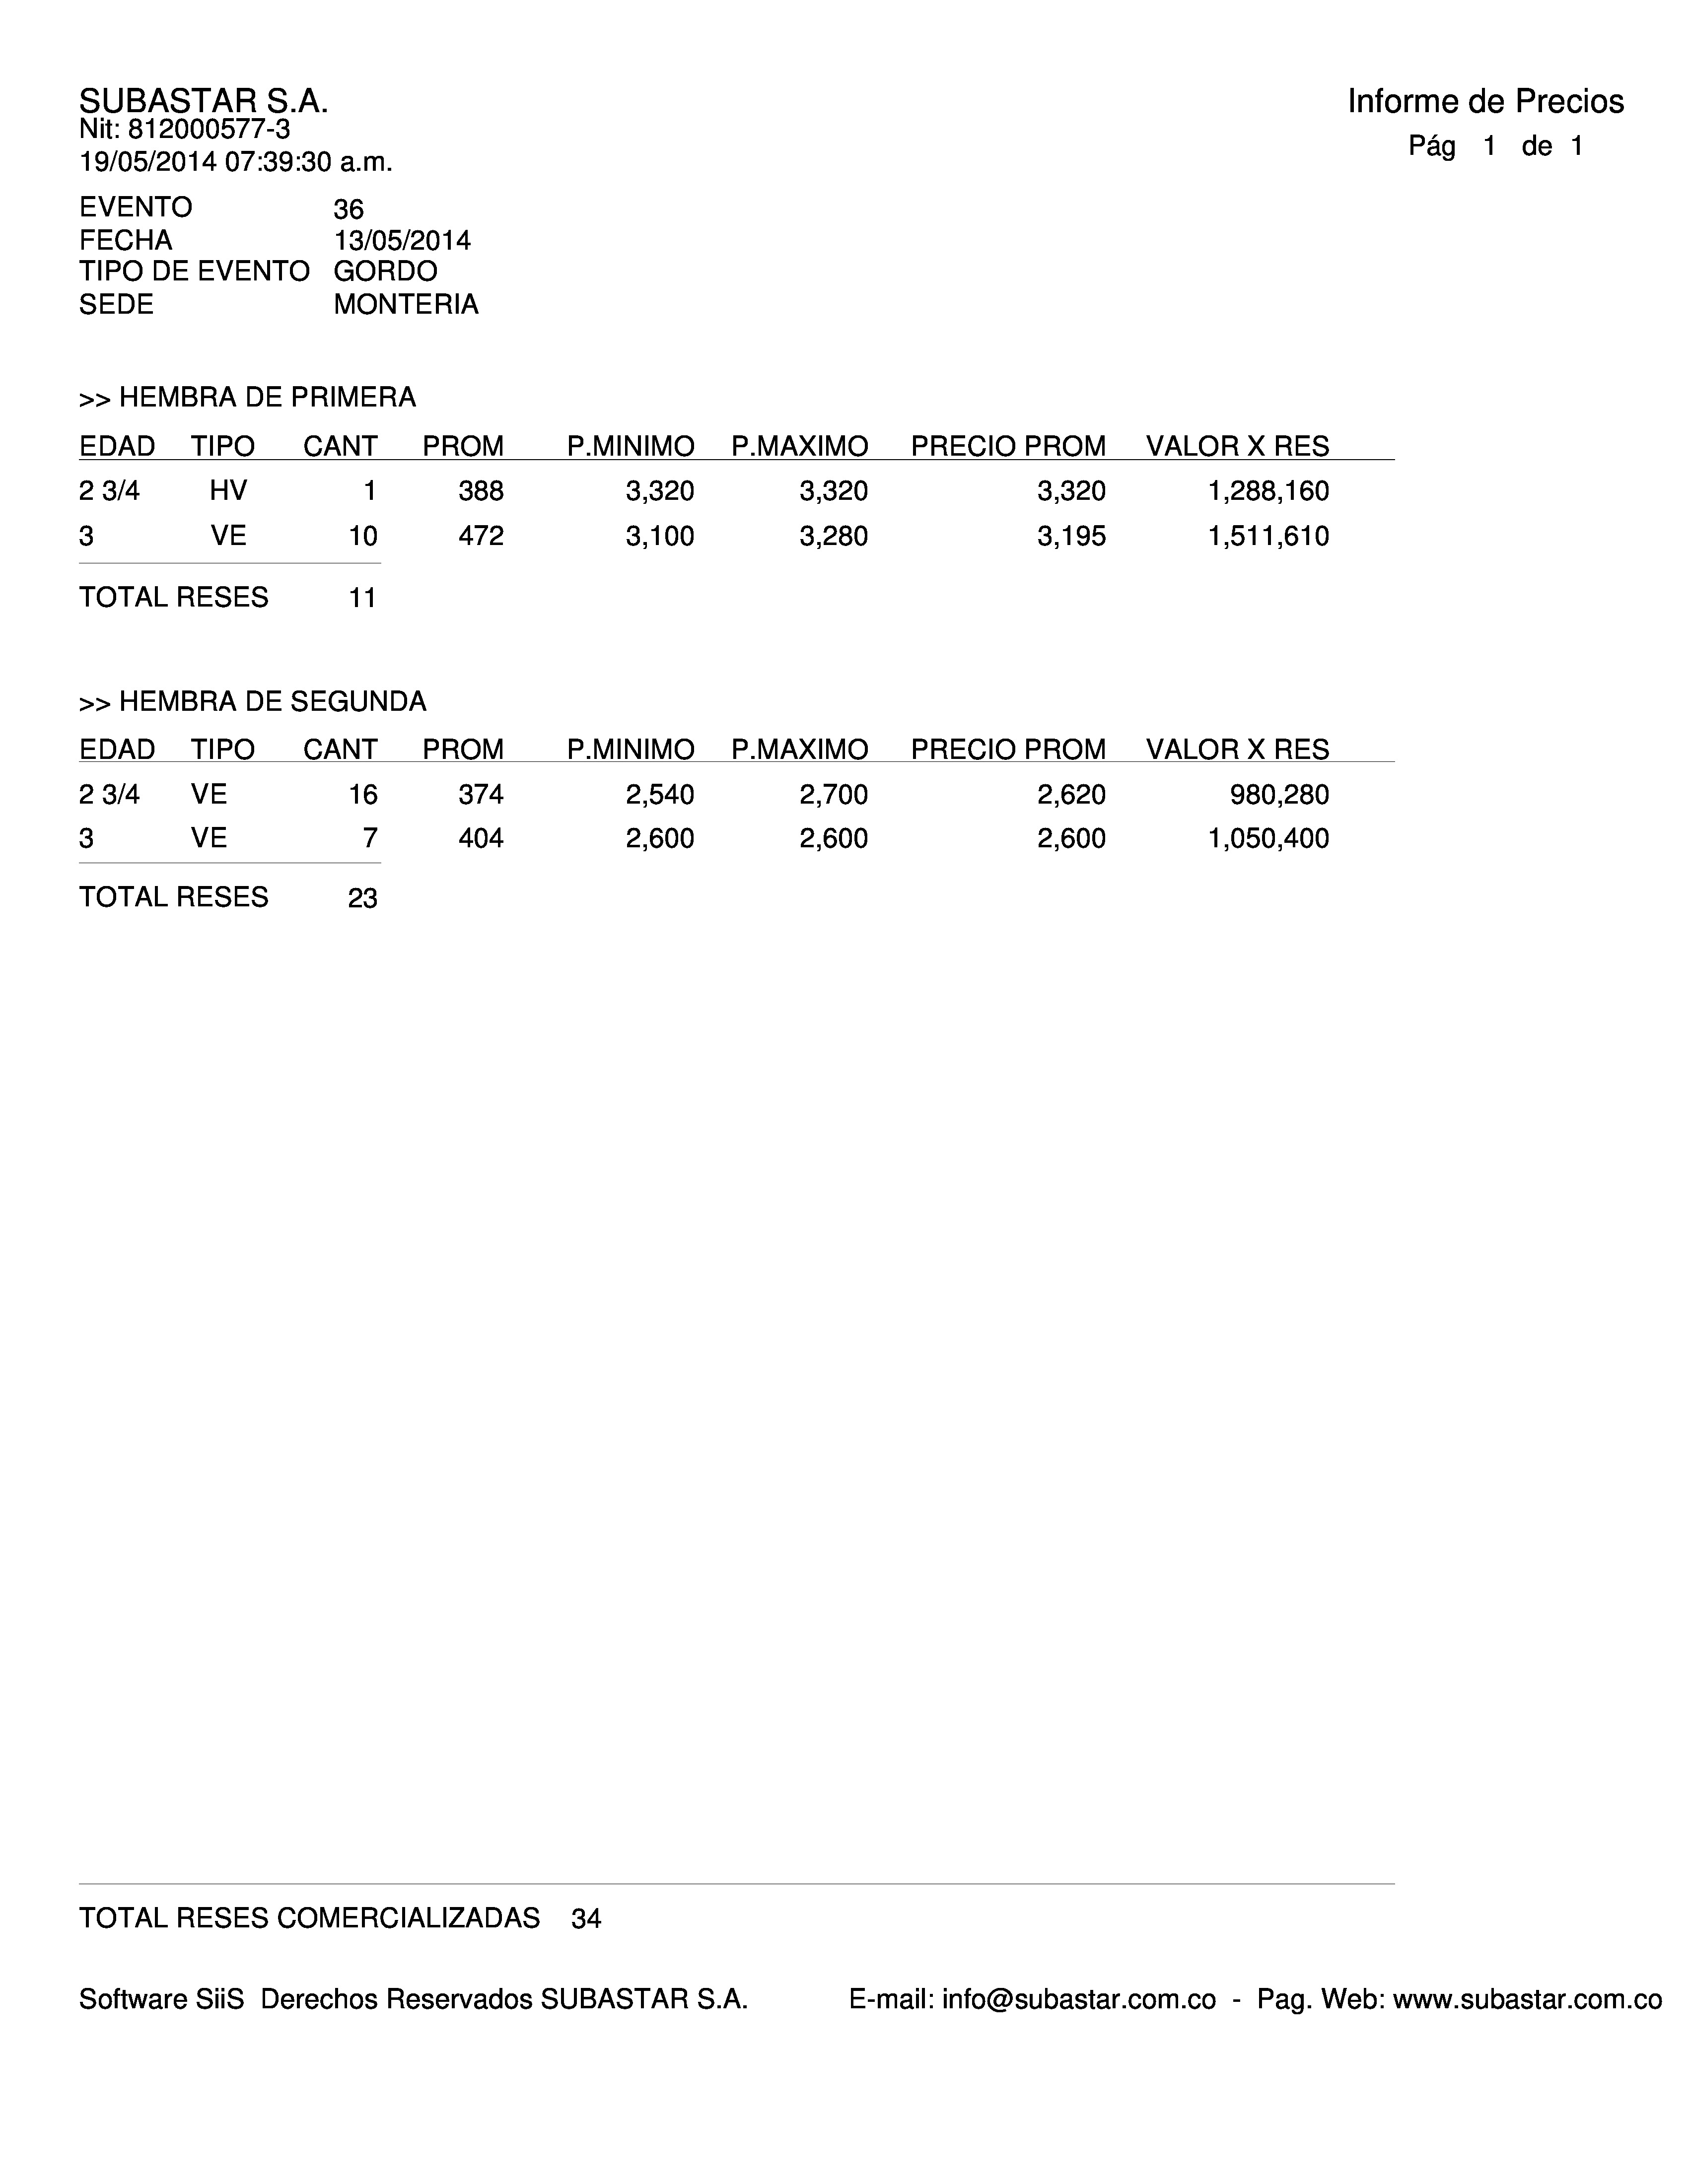 SUBASTAR S.A. Informe de Precios
Nit: 812000577-3
Pág 1 de 1
19/05/2014 07:39:30 a.m.
EVENTO 36
FECHA 13/05/2014
TIPO DE EVENTO GORDO
SEDE MONTERIA
>> HEMBRA DE PRIMERA
EDAD TIPO CANT PROM P.MINIMO P.MAXIMO PRECIO PROM VALOR X RES
2 3/4 HV 1 388 3,320 3,320 3,320 1,288,160
3 VE 10 472 3,100 3,280 3,195 1,511,610
TOTAL RESES 11
>> HEMBRA DE SEGUNDA
EDAD TIPO CANT PROM P.MINIMO P.MAXIMO PRECIO PROM VALOR X RES
2 3/4 VE 16 374 2,540 2,700 2,620 980,280
3 VE 7 404 2,600 2,600 2,600 1,050,400
TOTAL RESES 23
TOTAL RESES COMERCIALIZADAS 34
Software SiiS Derechos Reservados SUBASTAR S.A. E-mail: info@subastar.com.co - Pag. Web: www.subastar.com.co